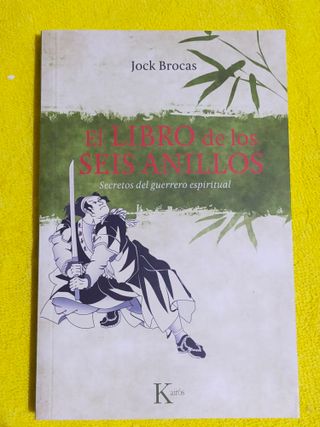 Jock Brocas
El LIBRO de los
SEIS ANILLOS
Secretos del guerrero espiritual
Kairós